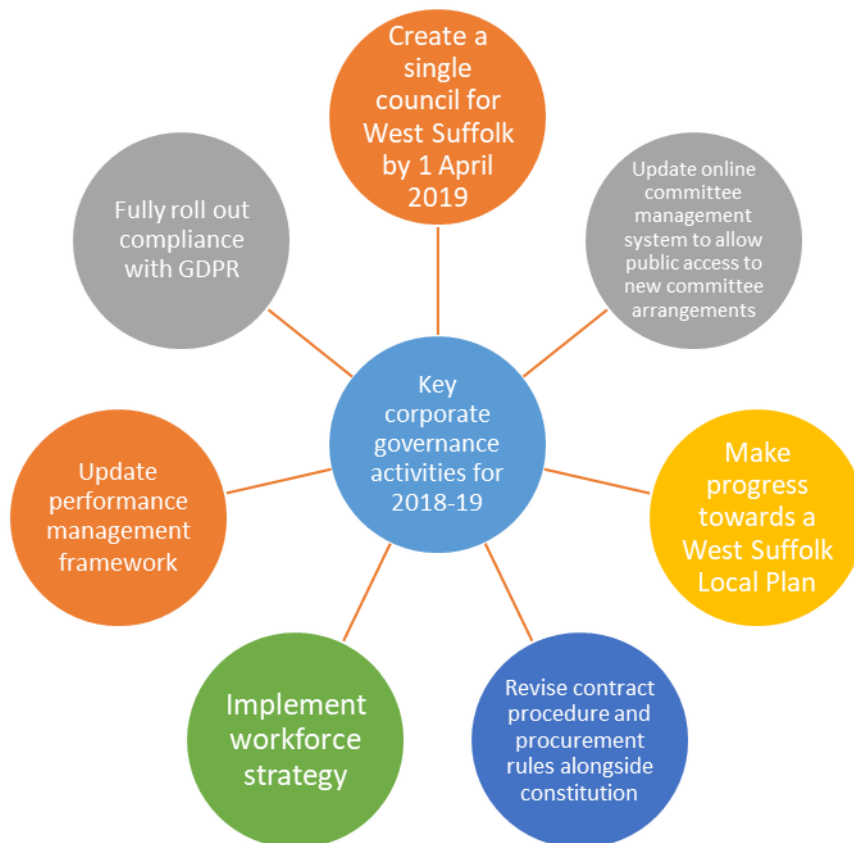 Create a
single
council for
West Suffolk
by 1 April
2019
Update online
committee
management
system to allow
public access to
new committee
arrangements
Make
progress
towards a
West Suffolk
Local Plan
Revise contract
procedure and
procurement
rules alongside
constitution
Implement
workforce
strategy
Update
performance
management
framework
Fully roll out
compliance
with GDPR
Key
corporate
governance
activities for
2018-19